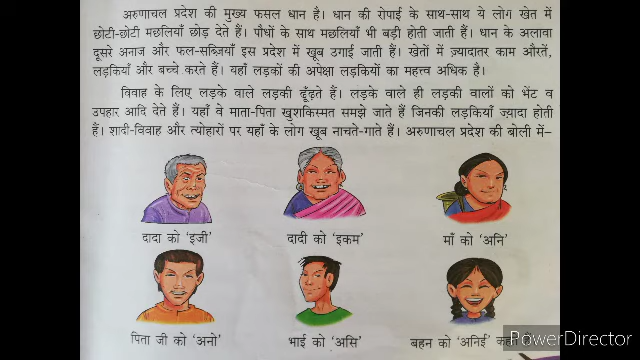 अरुणाचल प्रदेश की मुख्य फसल धान है। धान की रोपाई के साथ-साथ ये लोग खेत में
छोटी-छोटी मछलियाँ छोड़ देते हैं। पौधों के साथ मछलियाँ भी बड़ी होती जाती हैं। धान के अलावा
दूसरे अनाज और फल-सब्ज़ियाँ इस प्रदेश में खूब उगाई जाती हैं। खेतों में ज़्यादातर काम औरतें,
लड़कियाँ और बच्चे करते हैं। यहाँ लड़कों की अपेक्षा लड़कियों का महत्त्व अधिक है।
विवाह के लिए लड़के वाले लड़की ढूँढ़ते हैं। लड़के वाले ही लड़की वालों को भेंट व
उपहार आदि देते हैं। यहाँ वे माता-पिता खुशकिस्मत समझे जाते हैं जिनकी लड़कियाँ ज़्यादा होती
हैं। शादी-विवाह और त्योहारों पर यहाँ के लोग खूब नाचते-गाते हैं। अरुणाचल प्रदेश की बोली में–
दादा को ‘इजी’
दादी को ‘इकम’
माँ को ‘अनि’
पिता जी को ‘अनो’
भाई को ‘असि’
बहन को ‘अनिई’
PowerDirector